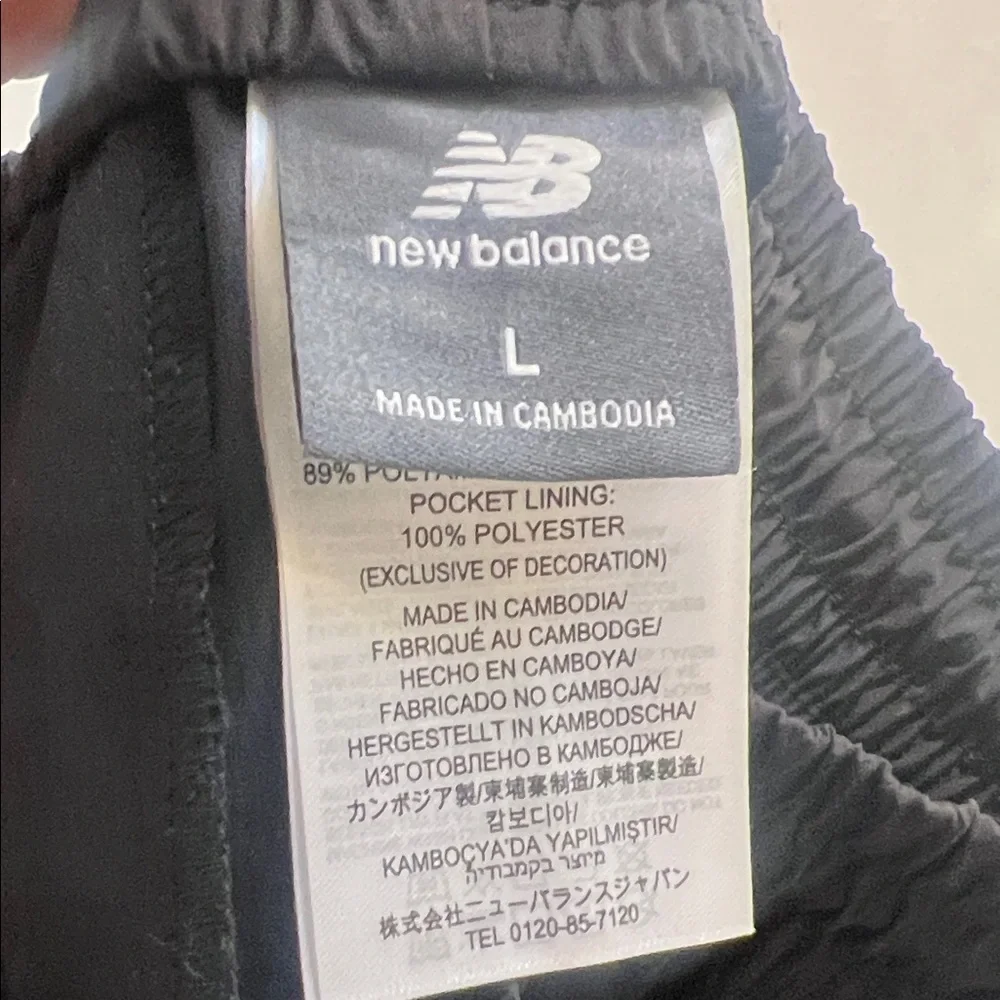 NB
new balance
L
MADE IN CAMBODIA
89%
POCKET LINING:
100% POLYESTER
(EXCLUSIVE OF DECORATION)
MADE IN CAMBODIA/
FABRIQUÉ AU CAMBODGE/
HECHO EN CAMBOYA/
FABRICADO NO CAMBOJA/
HERGESTELLT IN KAMBODSCHA/
ИЗГОТОВЛЕНО В КАМБОДЖЕ/
カンボジア製/柬埔寨制造/柬埔寨製造/
캄보디아/
KAMBOÇYA'DA YAPILMIŞTIR/
מיוצר בקמבודיה
株式会社ニューバランスジャパン
TEL 0120-85-7120